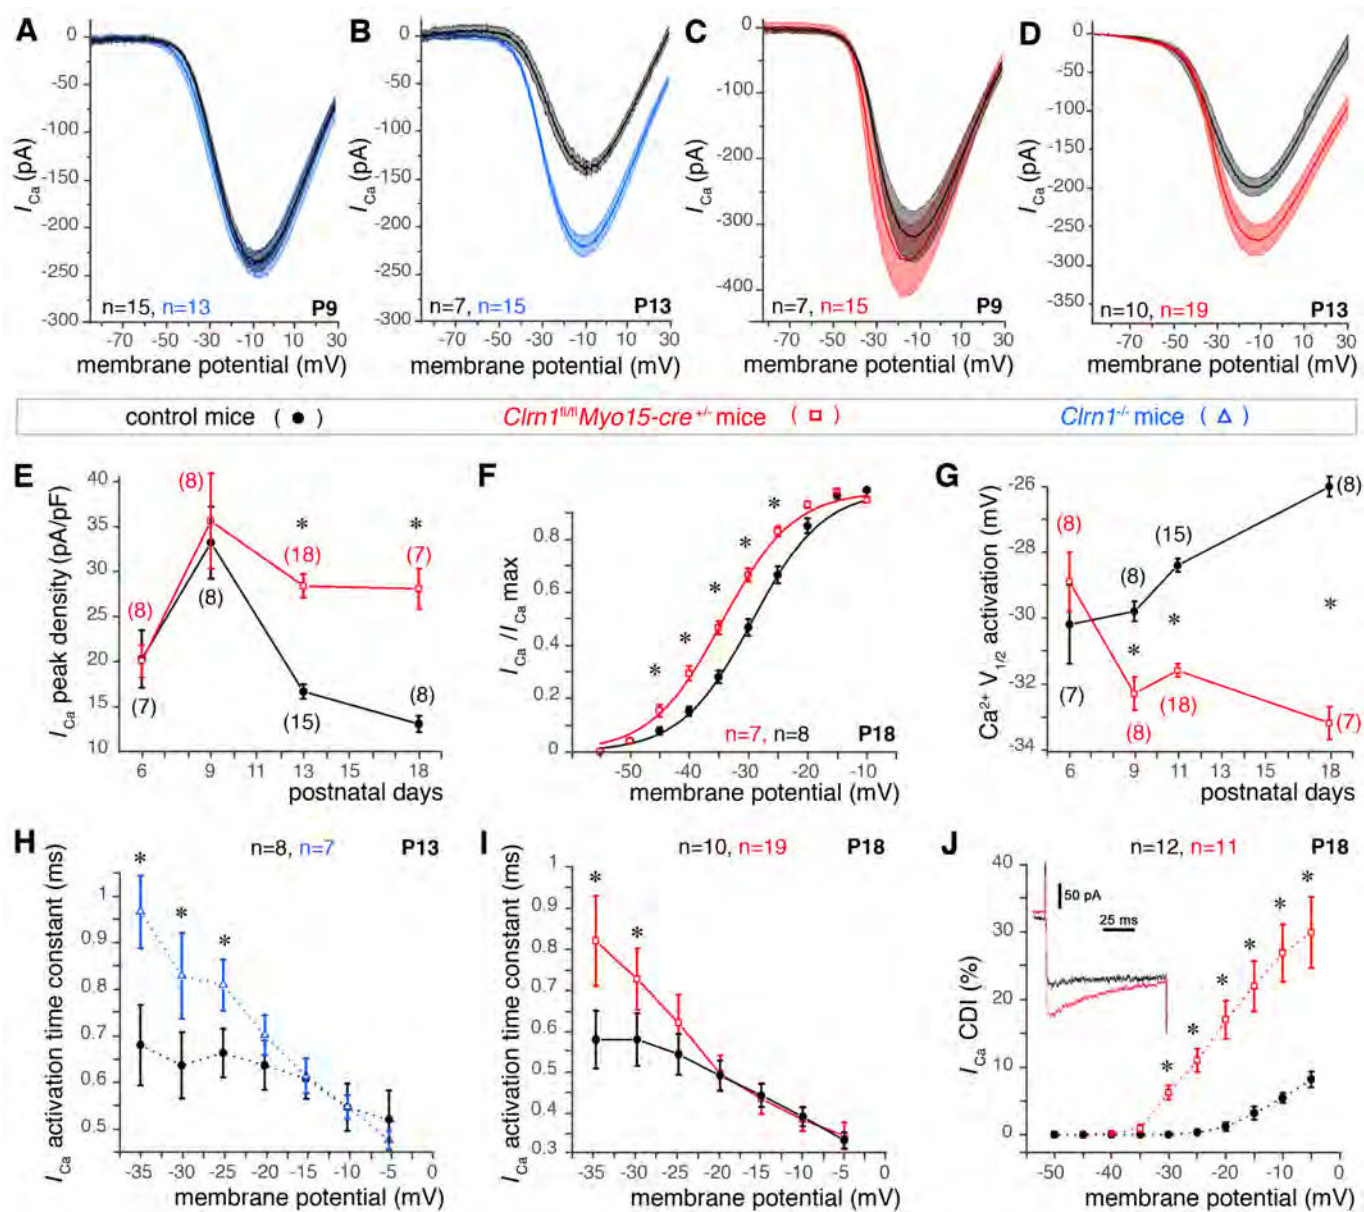 A
B
C
D
0
-50
-100
-150
-200
-250
-300
I Ca (pA)
n=15, n=13
P9
-70 -50 -30 -10 10 30
membrane potential (mV)
50
0
-50
-100
-150
-200
-250
-300
I Ca (pA)
n=7, n=15
P13
-70 -50 -30 -10 10 30
membrane potential (mV)
0
-100
-200
-300
-400
I Ca (pA)
n=7, n=15
P9
-70 -50 -30 -10 10 30
membrane potential (mV)
0
-50
-100
-150
-200
-250
-300
-350
I Ca (pA)
n=10, n=19
P13
-70 -50 -30 -10 10 30
membrane potential (mV)
control mice ( ● ) Clrn1fl/fl Myo15-cre+/- mice ( □ ) Clrn1-/- mice ( △ )
E
I Ca peak density (pA/pF)
40
35
30
25
20
15
10
(8)
(8)
*
*
(18)
(7)
(8)
(7)
(15)
(8)
6 9 11 13 15 18
postnatal days
F
I Ca /I Ca max
0.8
0.6
0.4
0.2
0
* * * * *
n=7, n=8
P18
-50 -40 -30 -20 -10
membrane potential (mV)
G
Ca2+ V1/2 activation (mV)
-26
-28
-30
-32
-34
(8)
(15)
(8)
(8)
*
*
*
(7)
(18)
(8)
(7)
6 9 11 13 15 18
postnatal days
H
n=8, n=7
P13
I Ca activation time constant (ms)
1
0.9
0.8
0.7
0.6
0.5
* * *
-35 -30 -25 -20 -15 -10 -5 0
membrane potential (mV)
I
n=10, n=19
P18
I Ca activation time constant (ms)
1
0.9
0.8
0.7
0.6
0.5
0.4
0.3
* *
-35 -30 -25 -20 -15 -10 -5 0
membrane potential (mV)
J
n=12, n=11
P18
I Ca CDI (%)
40
30
20
10
0
50 pA
25 ms
* * * * * *
-50 -40 -30 -20 -10 0
membrane potential (mV)